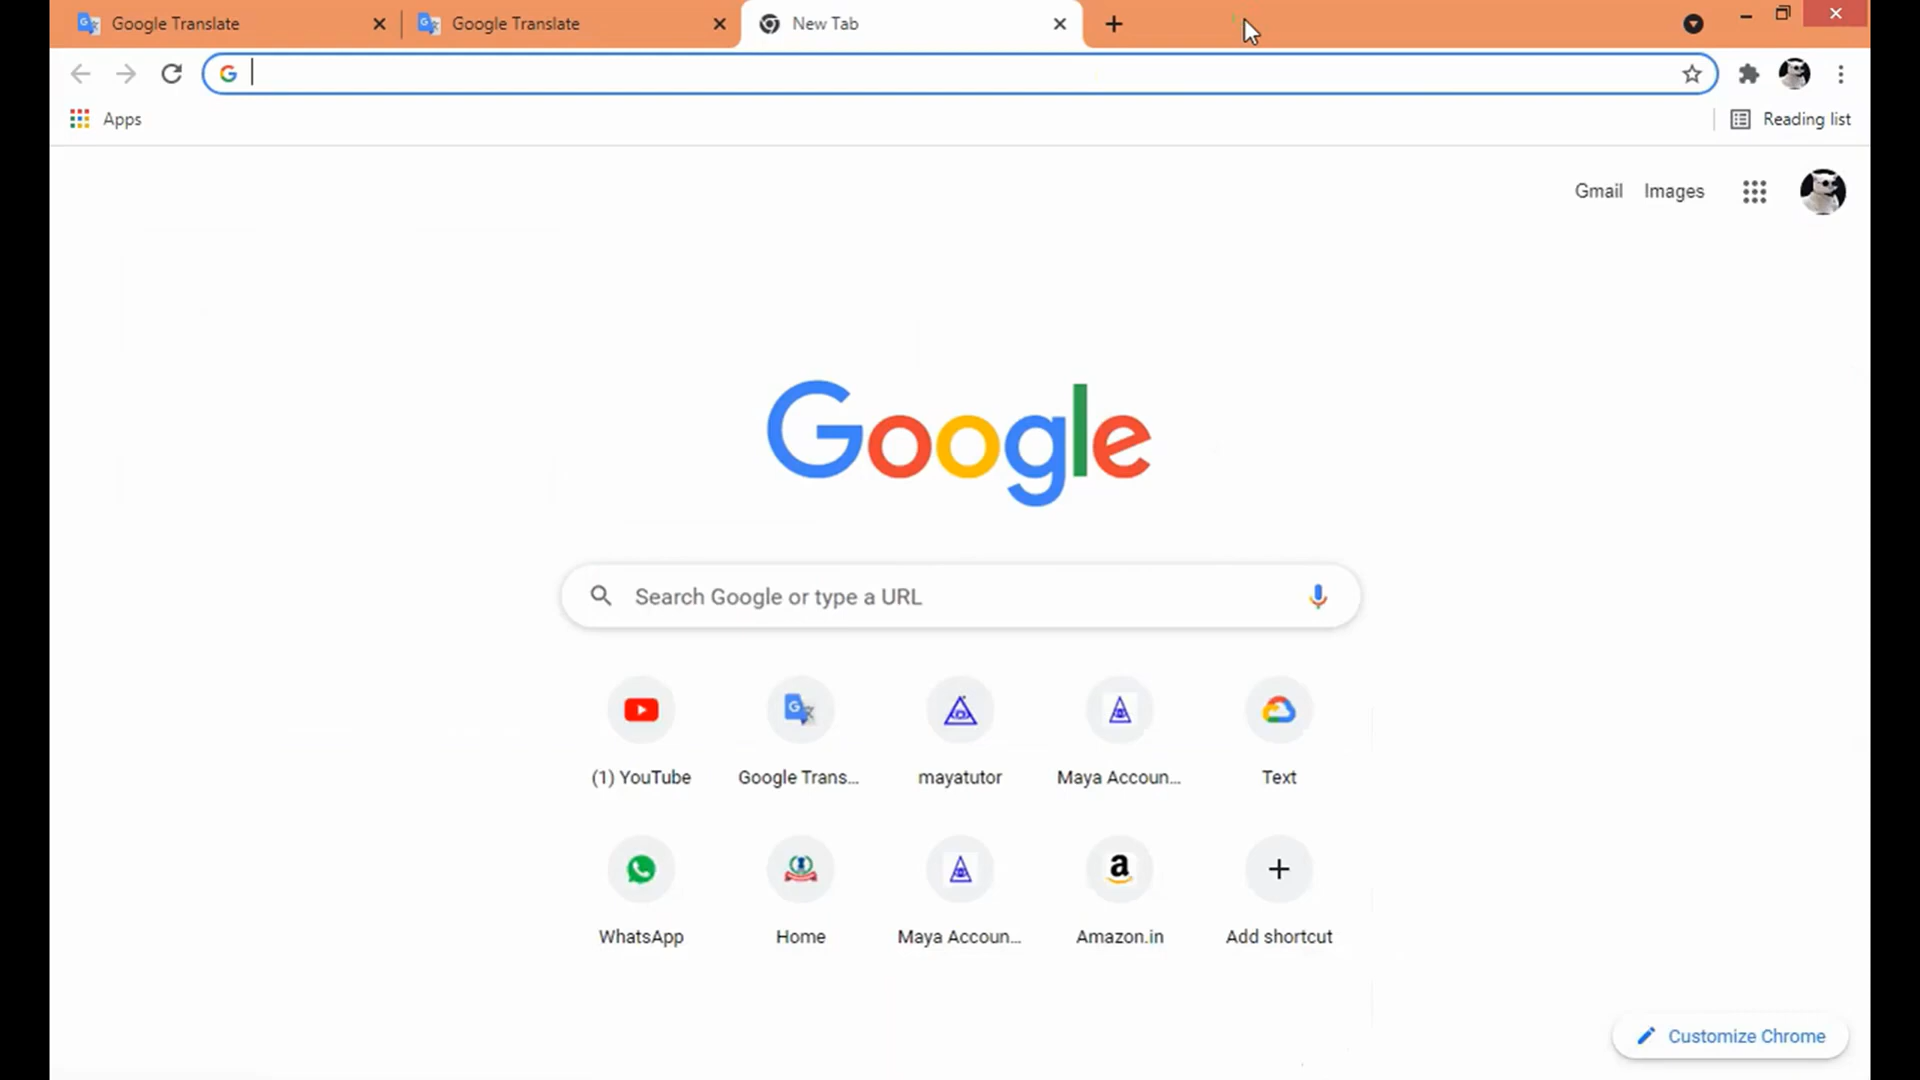 Google Translate
Google Translate
New Tab
Apps
Reading list
Gmail Images
Google
Search Google or type a URL
(1) YouTube
Google Trans...
mayatutor
Maya Accoun...
Text
WhatsApp
Home
Maya Accoun...
Amazon.in
Add shortcut
Customize Chrome